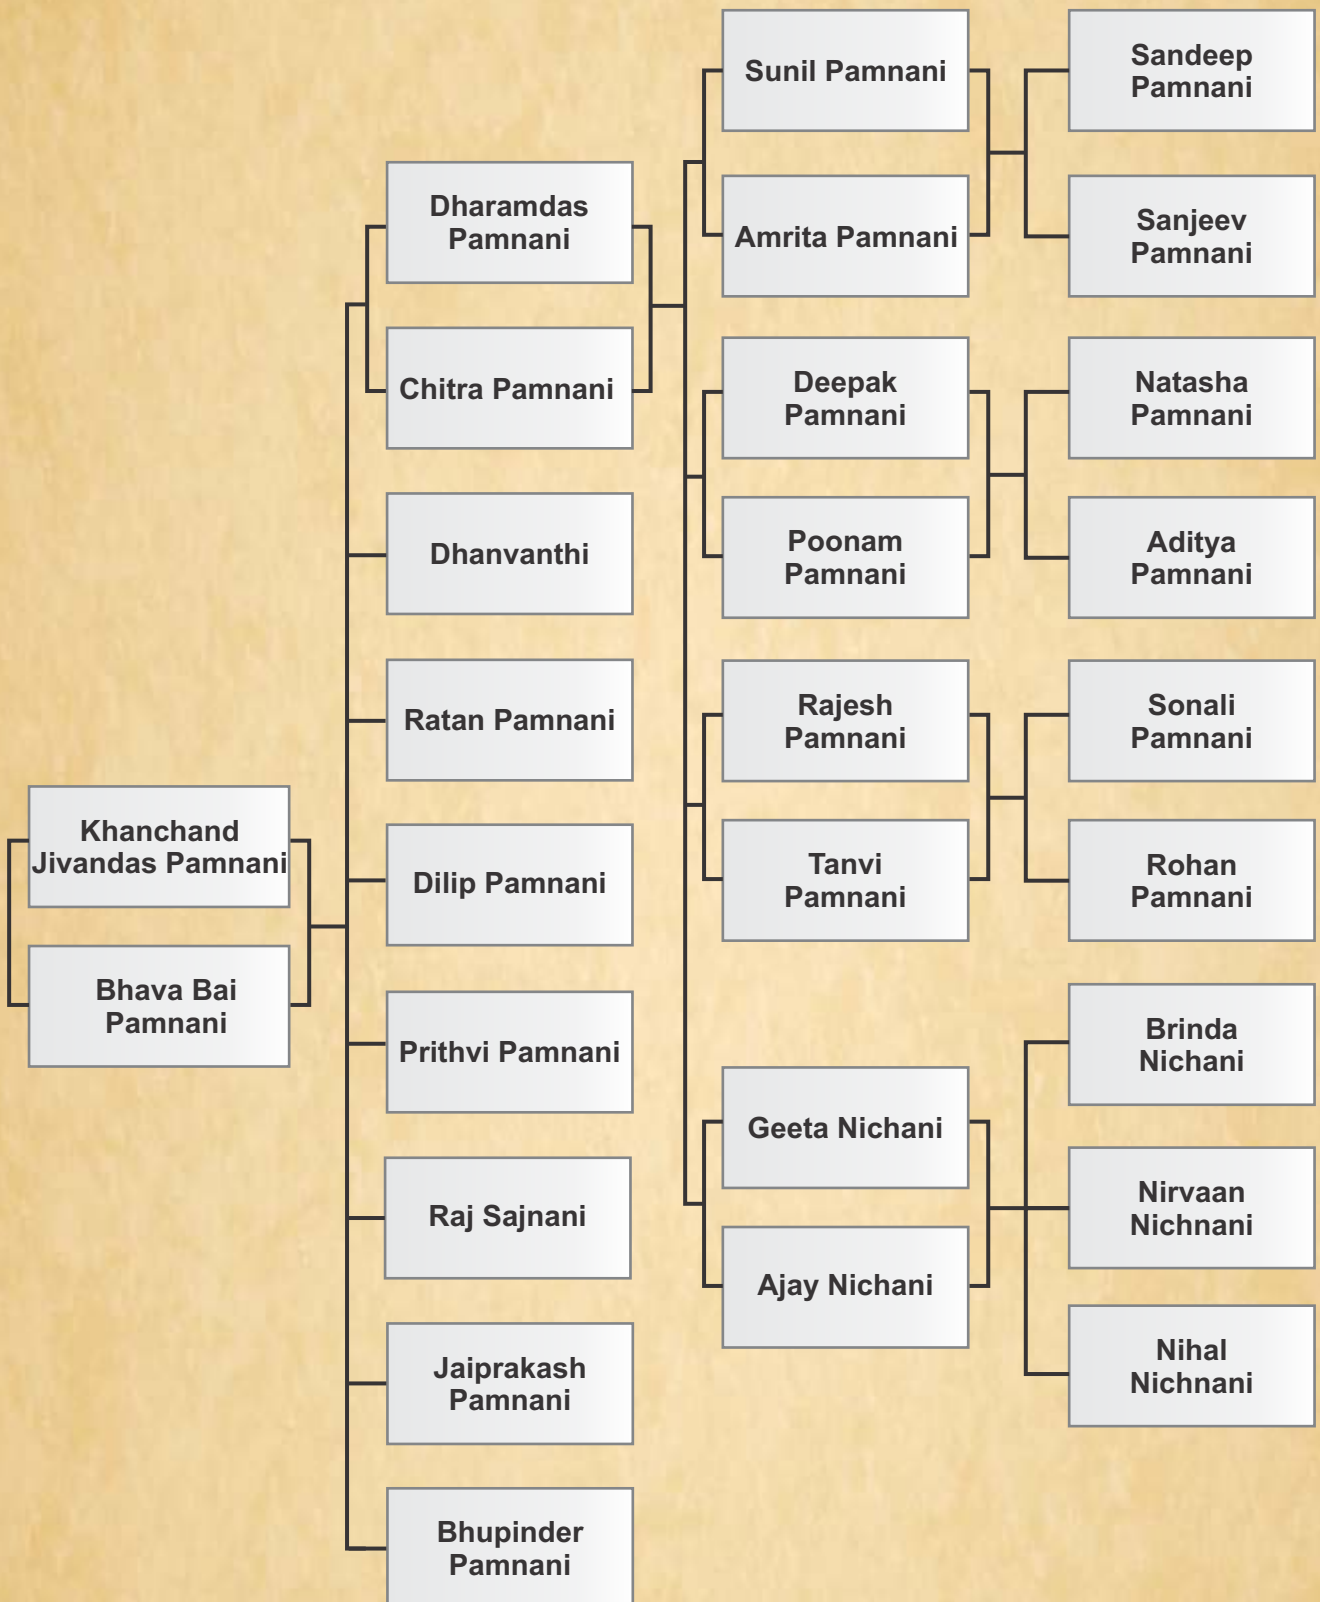 Khanchand
Jivandas Pamnani
Bhava Bai
Pamnani
Dharamdas
Pamnani
Chitra Pamnani
Dhanvanthi
Ratan Pamnani
Dilip Pamnani
Prithvi Pamnani
Raj Sajnani
Jaiprakash
Pamnani
Bhupinder
Pamnani
Sunil Pamnani
Amrita Pamnani
Deepak
Pamnani
Poonam
Pamnani
Rajesh
Pamnani
Tanvi
Pamnani
Geeta Nichani
Ajay Nichani
Sandeep
Pamnani
Sanjeev
Pamnani
Natasha
Pamnani
Aditya
Pamnani
Sonali
Pamnani
Rohan
Pamnani
Brinda
Nichani
Nirvaan
Nichnani
Nihal
Nichnani